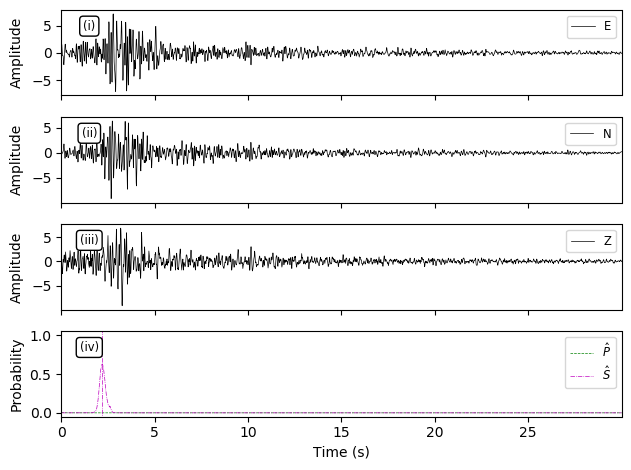 Amplitude
5
0
−5
(i)
E
Amplitude
5
0
−5
(ii)
N
Amplitude
5
0
−5
(iii)
Z
Probability
1.0
0.5
0.0
(iv)
P̂
Ŝ
0 5 10 15 20 25
Time (s)